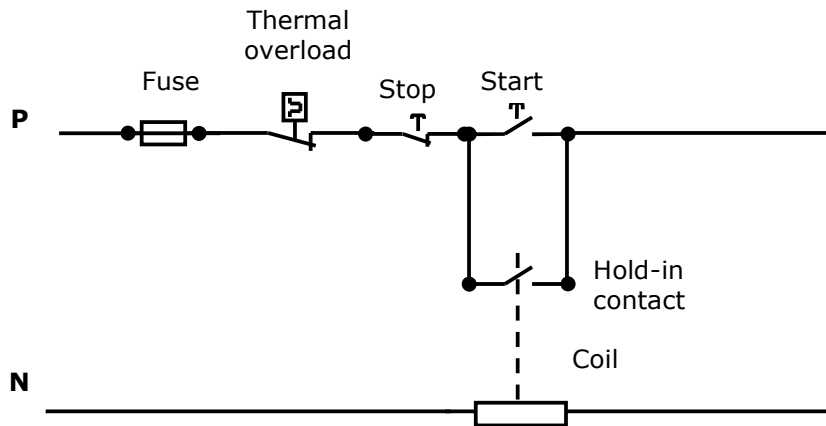 Thermal
overload
Fuse
Stop
Start
P
Hold-in
contact
Coil
N